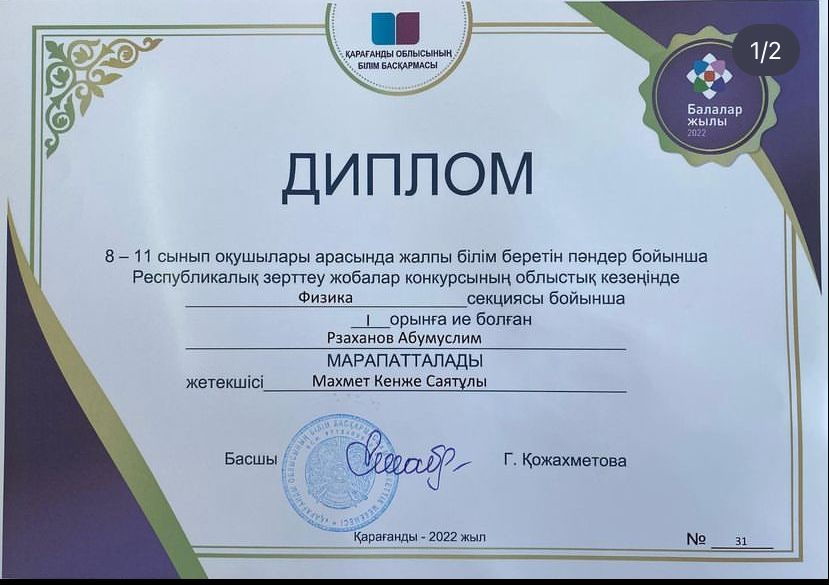 ҚАРАҒАНДЫ ОБЛЫСЫНЫҢ
БІЛІМ БАСҚАРМАСЫ
1/2
Балалар
жылы
2022
ДИПЛОМ
8 – 11 сынып оқушылары арасында жалпы білім беретін пәндер бойынша
Республикалық зерттеу жобалар конкурсының облыстық кезеңінде
Физика секциясы бойынша
I орынға ие болған
Рзаханов Абумуслим
МАРАПАТТАЛАДЫ
жетекшісі Махмет Кенже Саятұлы
Басшы Г. Қожахметова
Қарағанды - 2022 жыл
№ 31